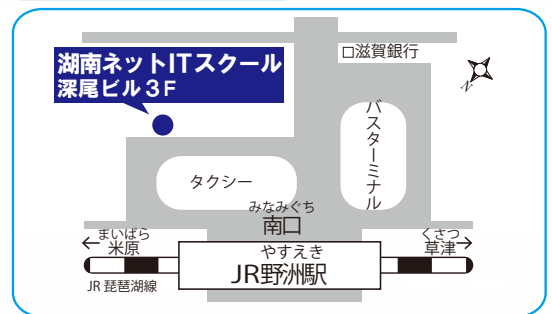 湖南ネットITスクール
深尾ビル3F
□滋賀銀行
N
バスターミナル
タクシー
みなみぐち
南口
まいばら
←米原
くさつ
草津→
やすえき
JR野洲駅
JR 琵琶湖線